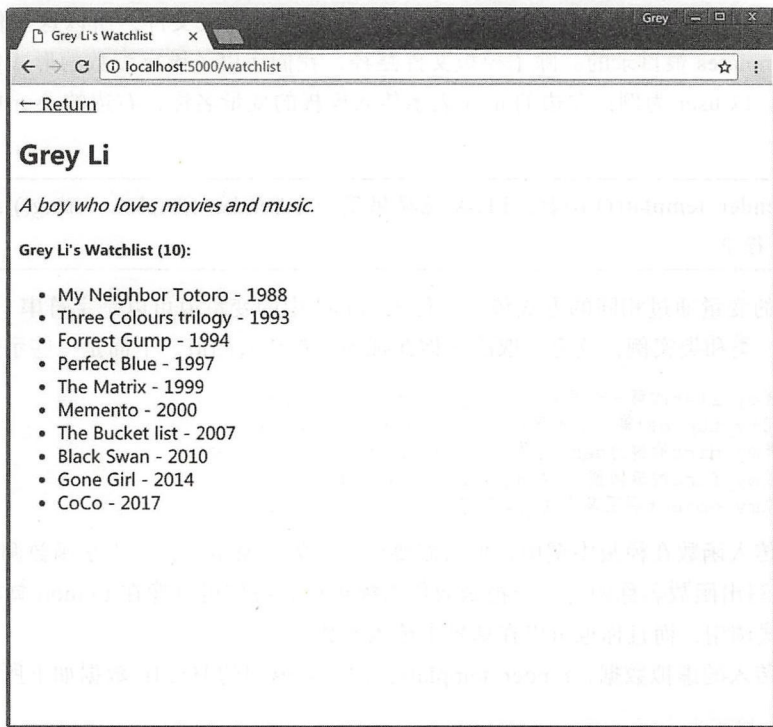 Grey
Grey Li's Watchlist
localhost:5000/watchlist
← Return
Grey Li
A boy who loves movies and music.
Grey Li's Watchlist (10):
• My Neighbor Totoro - 1988
• Three Colours trilogy - 1993
• Forrest Gump - 1994
• Perfect Blue - 1997
• The Matrix - 1999
• Memento - 2000
• The Bucket list - 2007
• Black Swan - 2010
• Gone Girl - 2014
• CoCo - 2017